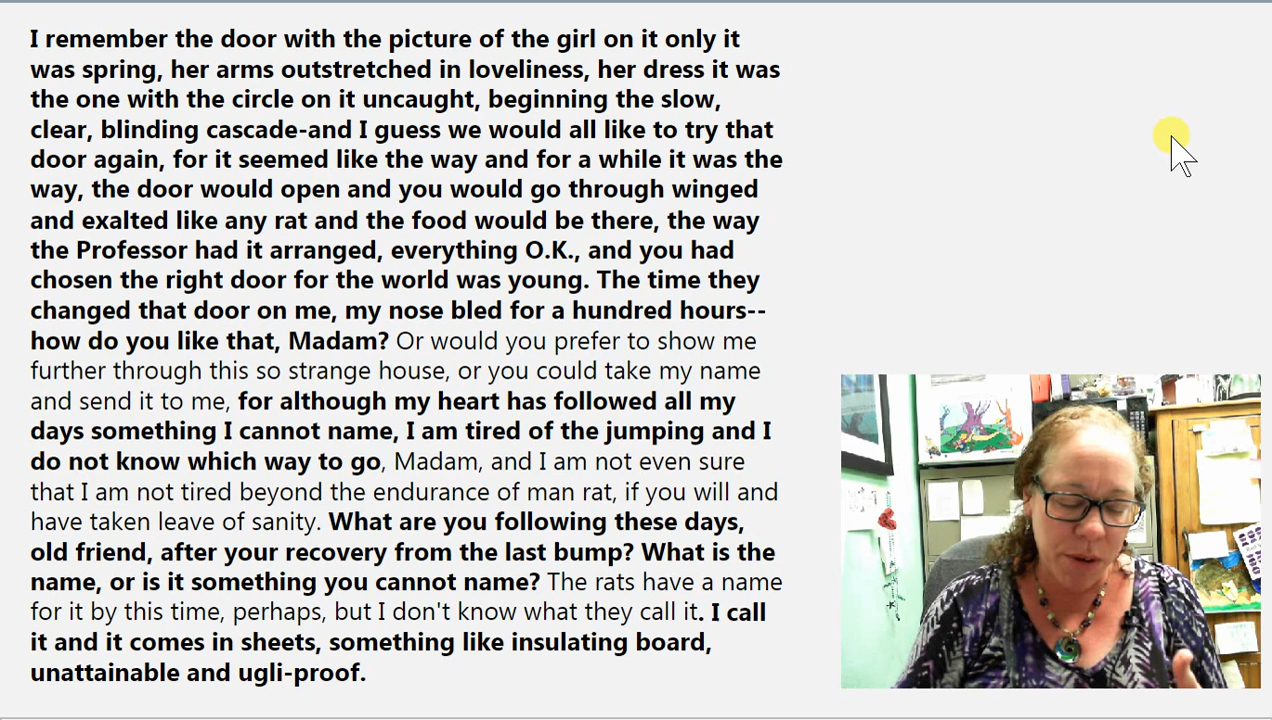 I remember the door with the picture of the girl on it only it
was spring, her arms outstretched in loveliness, her dress it was
the one with the circle on it uncaught, beginning the slow,
clear, blinding cascade-and I guess we would all like to try that
door again, for it seemed like the way and for a while it was the
way, the door would open and you would go through winged
and exalted like any rat and the food would be there, the way
the Professor had it arranged, everything O.K., and you had
chosen the right door for the world was young. The time they
changed that door on me, my nose bled for a hundred hours--
how do you like that, Madam? Or would you prefer to show me
further through this so strange house, or you could take my name
and send it to me, for although my heart has followed all my
days something I cannot name, I am tired of the jumping and I
do not know which way to go, Madam, and I am not even sure
that I am not tired beyond the endurance of man rat, if you will and
have taken leave of sanity. What are you following these days,
old friend, after your recovery from the last bump? What is the
name, or is it something you cannot name? The rats have a name
for it by this time, perhaps, but I don't know what they call it. I call
it and it comes in sheets, something like insulating board,
unattainable and ugli-proof.